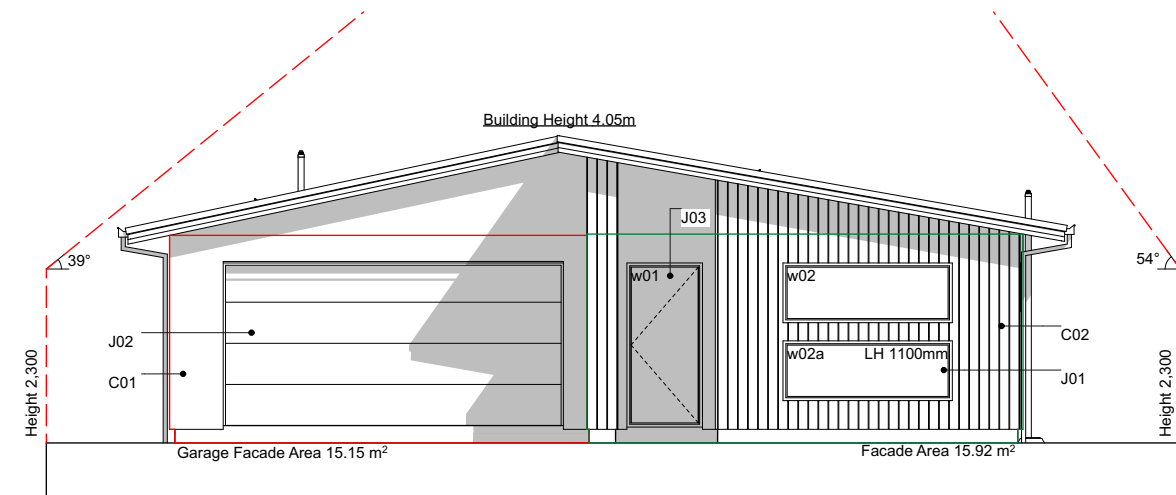 Building Height 4.05m
J03
39°
54°
w01
w02
J02
C02
w02a
LH 1100mm
C01
J01
Height 2,300
Height 2,300
Garage Facade Area 15.15 m²
Facade Area 15.92 m²